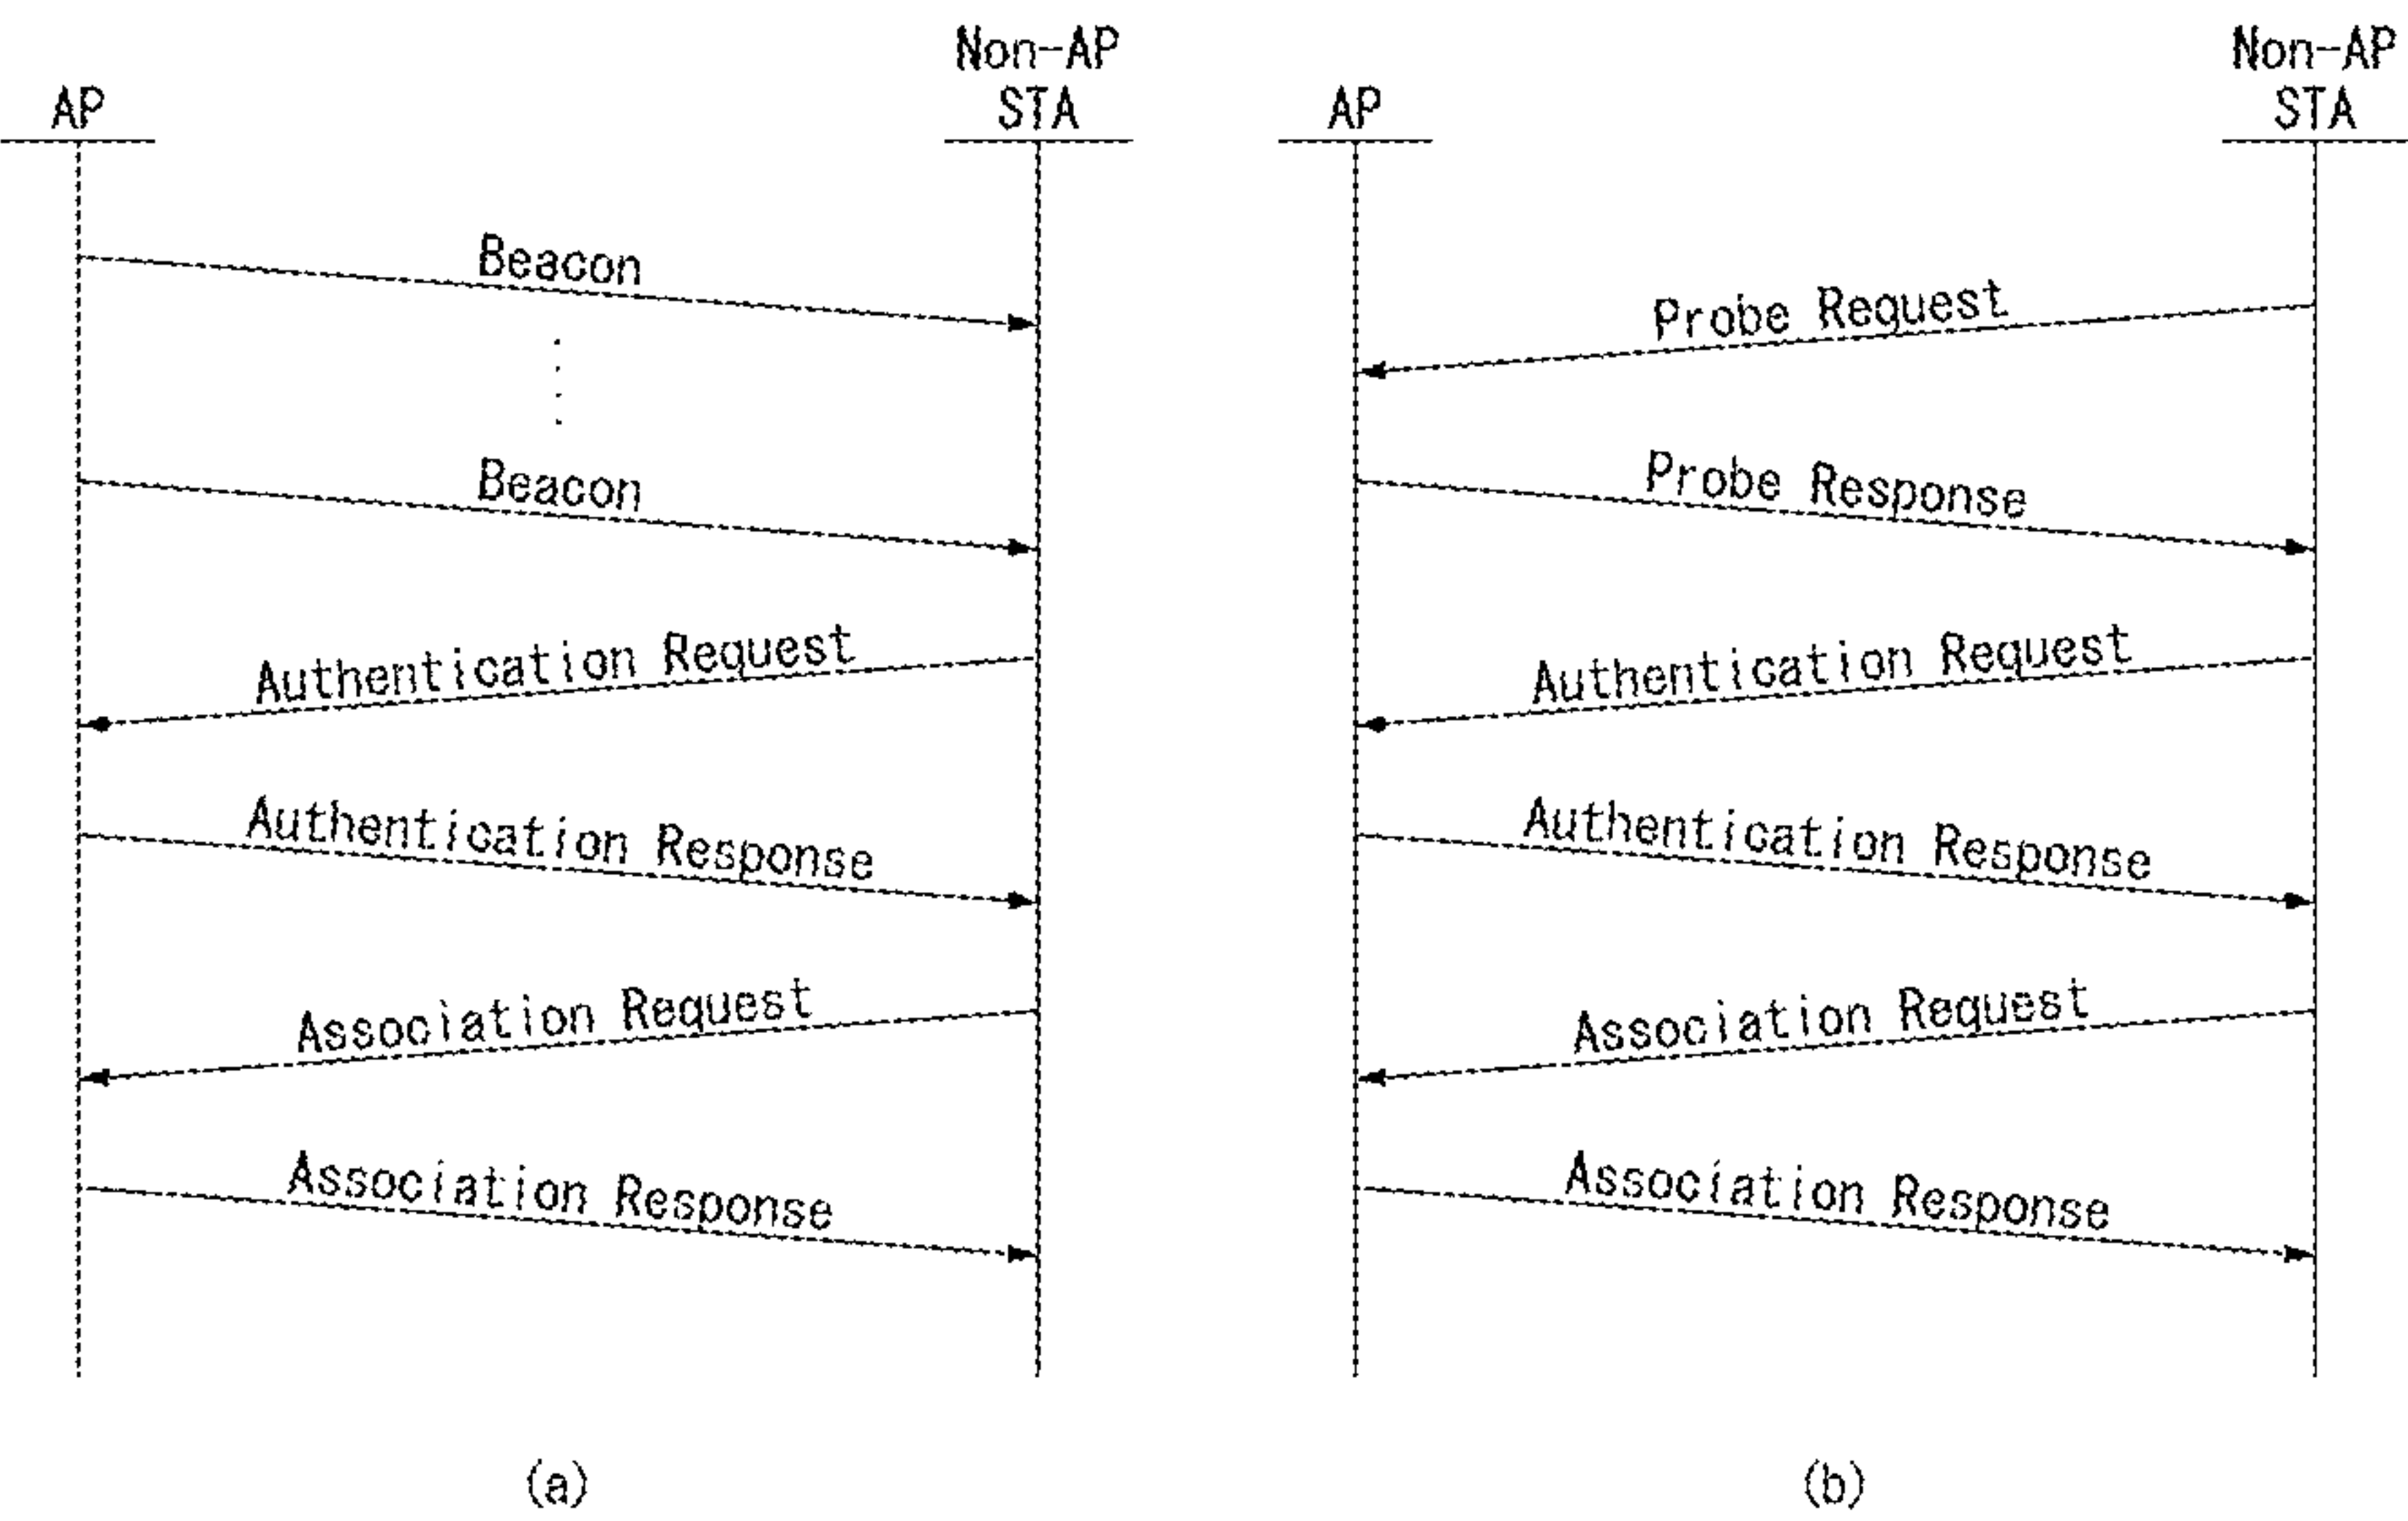 AP
Non-AP
STA
Beacon
Beacon
Authentication Request
Authentication Response
Association Request
Association Response
(a)
AP
Non-AP
STA
Probe Request
Probe Response
Authentication Request
Authentication Response
Association Request
Association Response
(b)